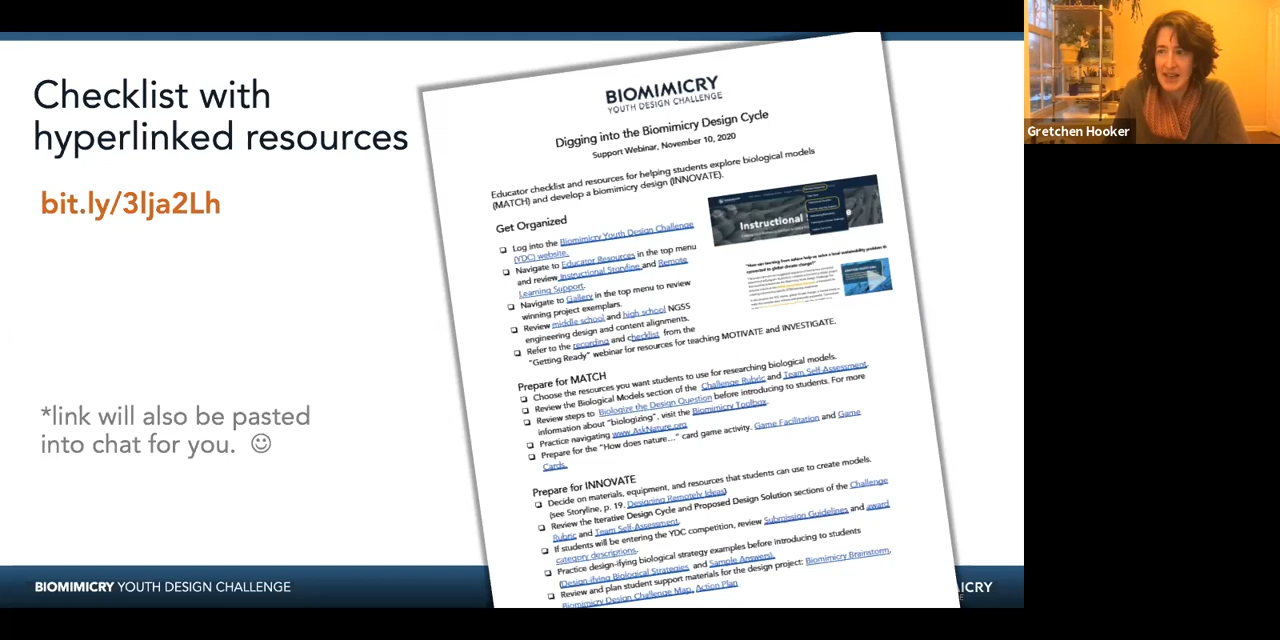 Checklist with
hyperlinked resources
bit.ly/3lja2Lh
*link will also be pasted
into chat for you.
BIOMIMICRY
YOUTH DESIGN CHALLENGE
Digging into the Biomimicry Design Cycle
Support Webinar, November 10, 2020
Educator checklist and resources for helping students explore biological models
(MATCH) and develop a biomimicry design (INNOVATE).
Get Organized
Log into the Biomimicry Youth Design Challenge
(YDC) website.
Navigate to Educator Resources in the top menu
and review Instructional Storyline and Remote
Learning Support.
Navigate to Gallery in the top menu to review
winning project exemplars.
Review middle school and high school NGSS
engineering design and content alignments.
Refer to the recording and checklist from the
"Getting Ready" webinar for resources for teaching MOTIVATE and INVESTIGATE.
Instructional
Prepare for MATCH
Choose the resources you want students to use for researching biological models.
Review the Biological Models section of the Challenge Rubric and Team Self-Assessment.
Review steps to Biologize the Design Question before introducing to students. For more
information about "biologizing", visit the Biomimicry Toolbox.
Practice navigating www.AskNature.org
Prepare for the "How does nature..." card game activity. Game Facilitation and Game
Cards.
Prepare for INNOVATE
Decide on materials, equipment, and resources that students can use to create models.
(see Storyline, p. 19, Designing Remotely Ideas)
Review the Iterative Design Cycle and Proposed Design Solution sections of the Challenge
Rubric and Team Self-Assessment.
If students will be entering the YDC competition, review Submission Guidelines and award
category descriptions.
Practice design-ifying biological strategy examples before introducing to students
(Design-ifying Biological Strategies and Sample Answers).
Review and plan student support materials for the design project: Biomimicry Brainstorm,
Biomimicry Design Challenge Map, Action Plan
BIOMIMICRY YOUTH DESIGN CHALLENGE
Gretchen Hooker